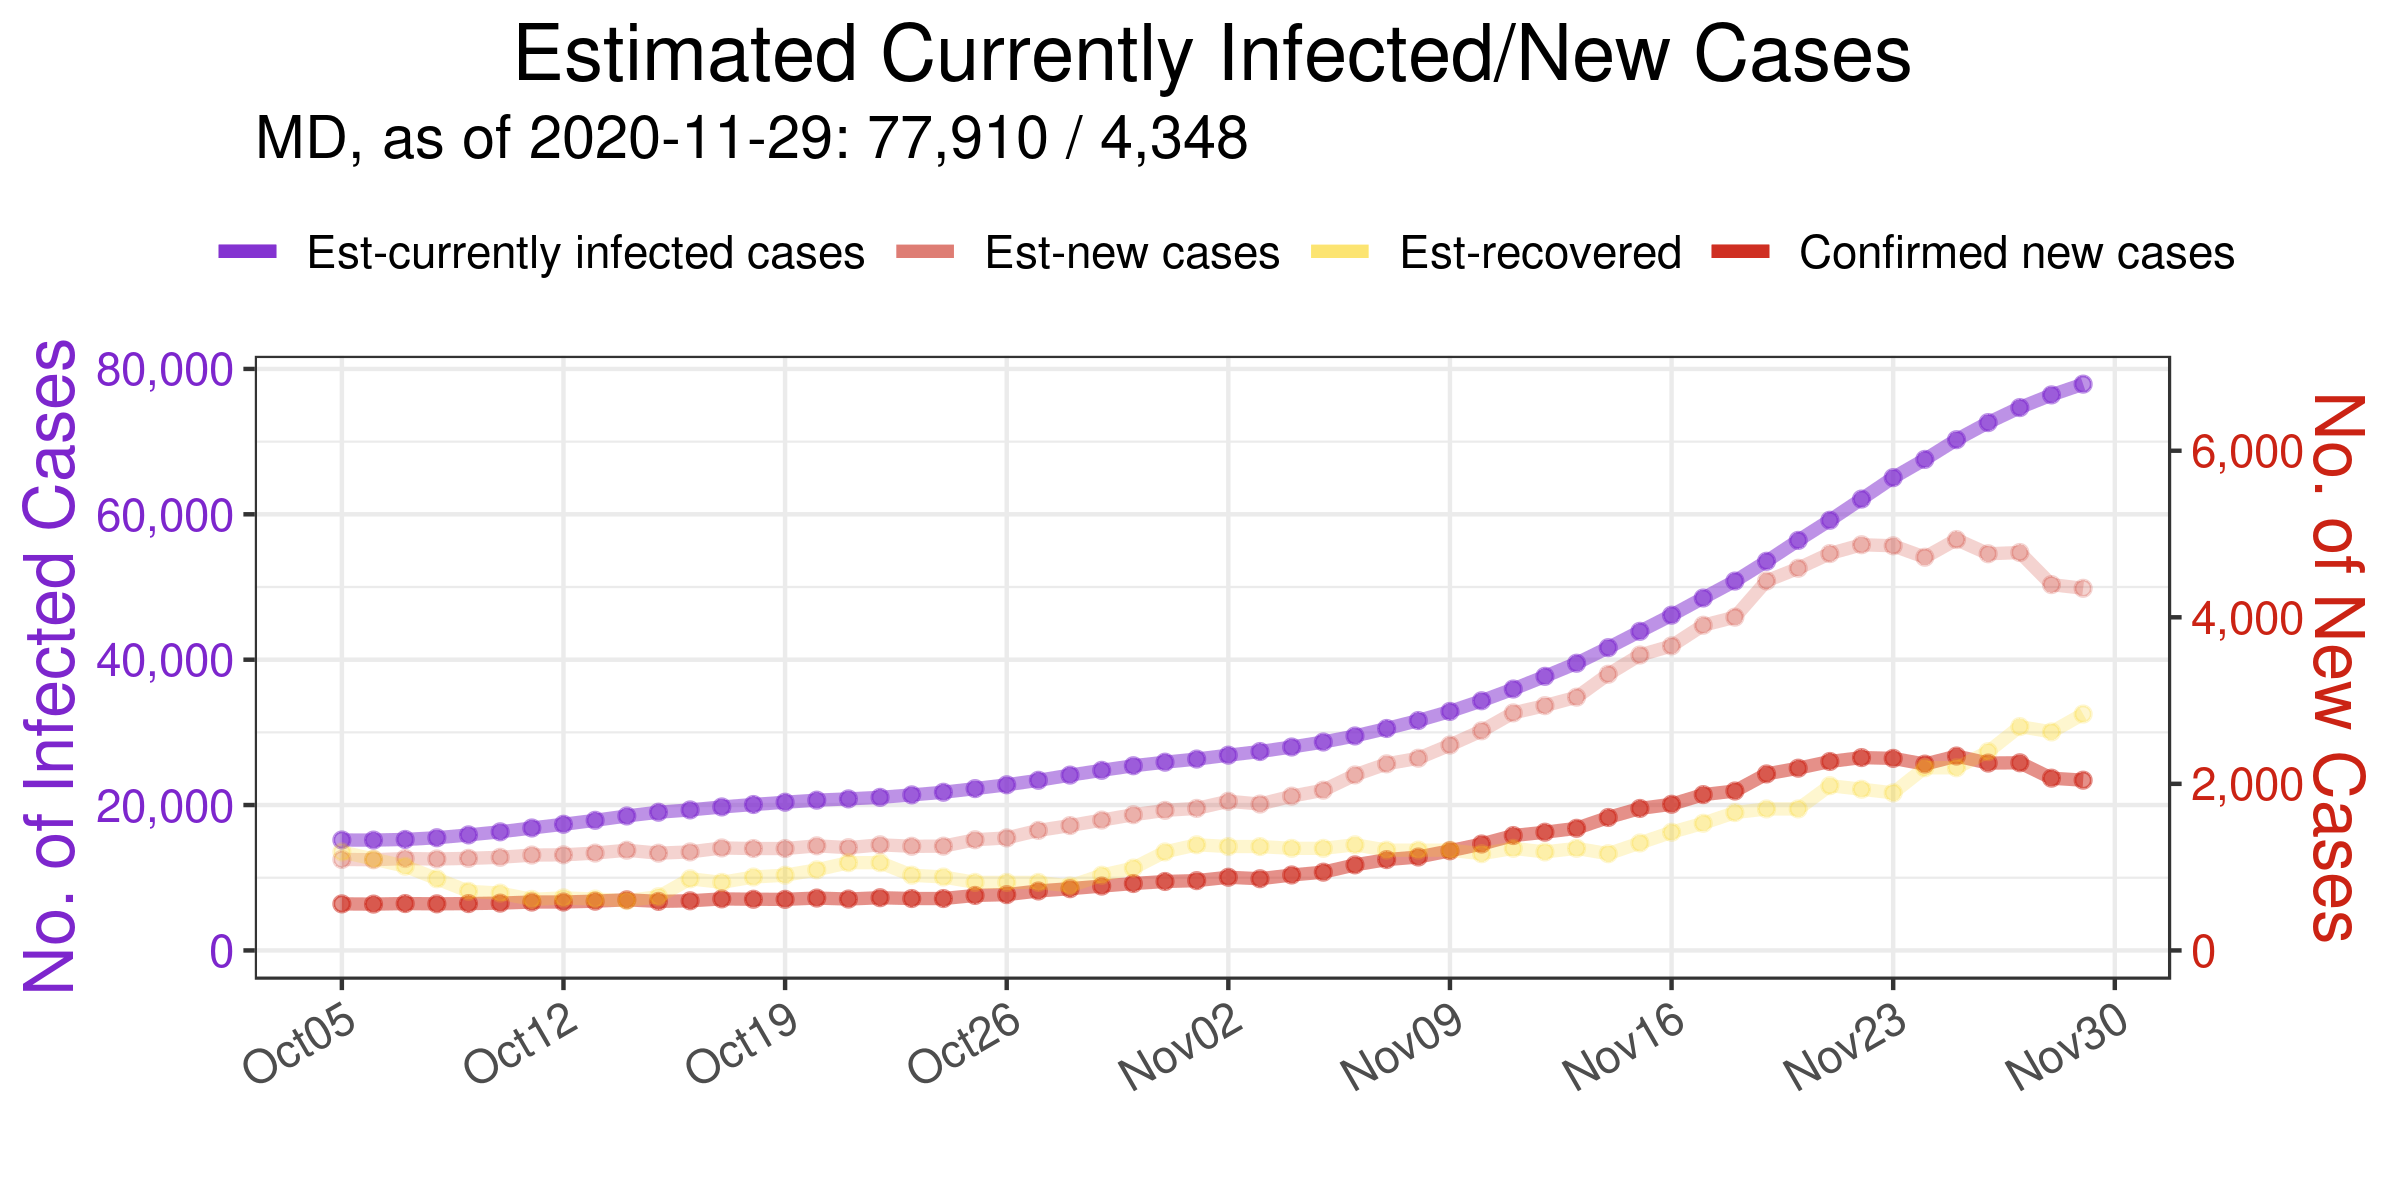 Estimated Currently Infected/New Cases
MD, as of 2020-11-29: 77,910 / 4,348
Est-currently infected cases Est-new cases Est-recovered Confirmed new cases
No. of Infected Cases
80,000
60,000
40,000
20,000
0
6,000
4,000
2,000
0
No. of New Cases
Oct05 Oct12 Oct19 Oct26 Nov02 Nov09 Nov16 Nov23 Nov30